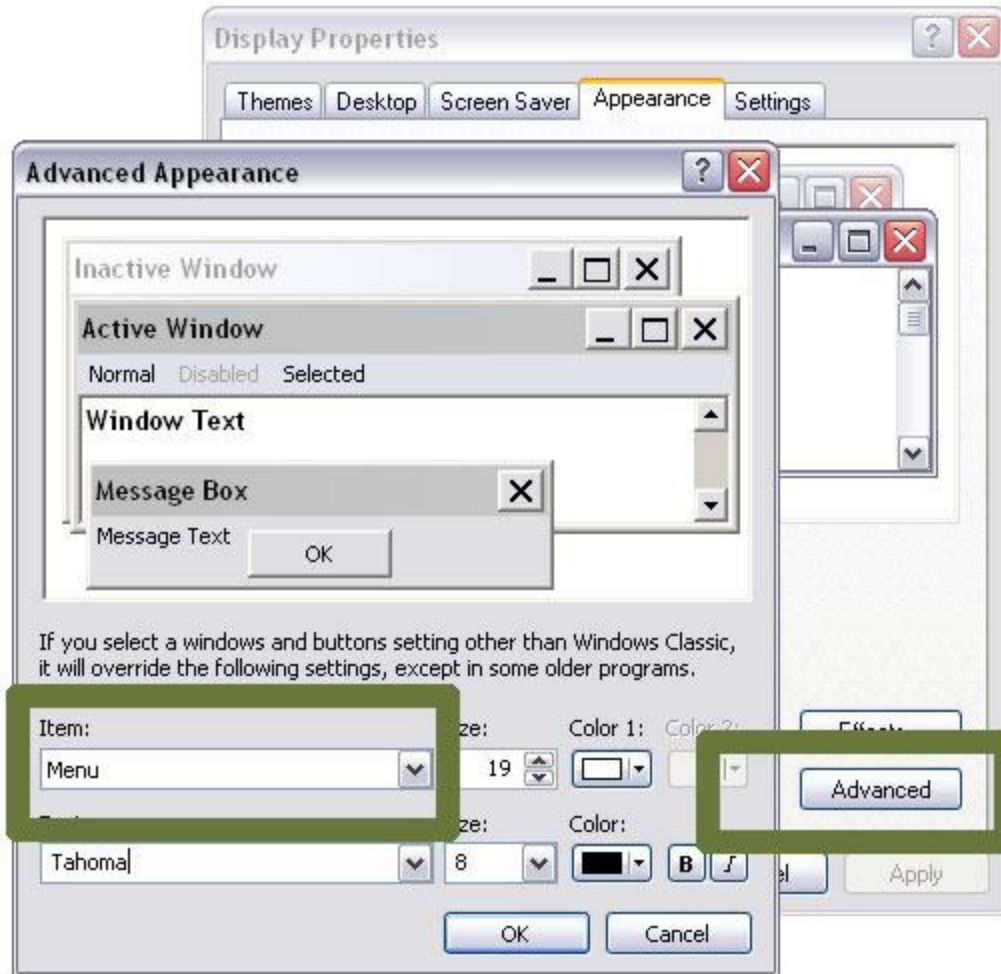 Display Properties
Themes Desktop Screen Saver Appearance Settings
Advanced Appearance
Inactive Window
Active Window
Normal Disabled Selected
Window Text
Message Box
Message Text
OK
If you select a windows and buttons setting other than Windows Classic,
it will override the following settings, except in some older programs.
Item: ze: Color 1: Color 2:
Menu 19
Advanced
ze: Color:
Tahoma 8 B I
Apply
OK Cancel